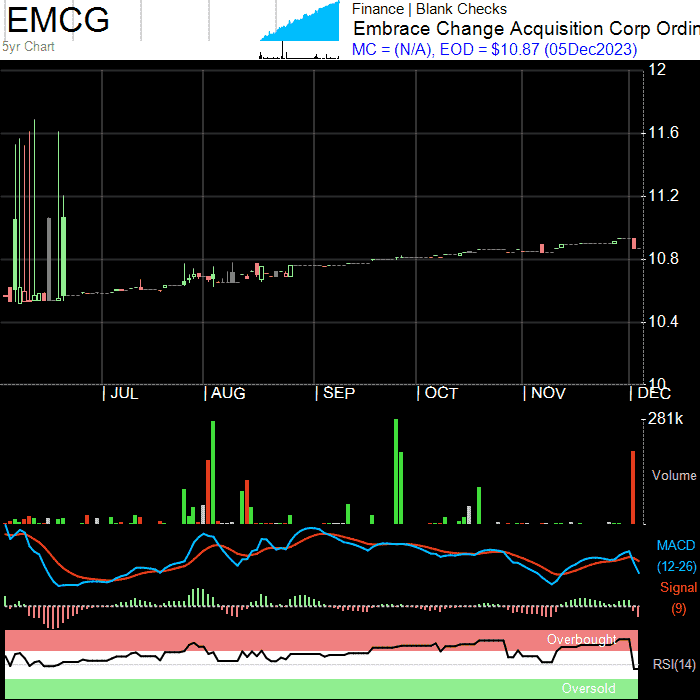 EMCG
5yr Chart
Finance | Blank Checks
Embrace Change Acquisition Corp Ordin
MC = (N/A), EOD = $10.87 (05Dec2023)
12
11.6
11.2
10.8
10.4
10
| JUL | AUG | SEP | OCT | NOV | DEC
281k
Volume
MACD
(12-26)
Signal
(9)
Overbought
RSI(14)
Oversold